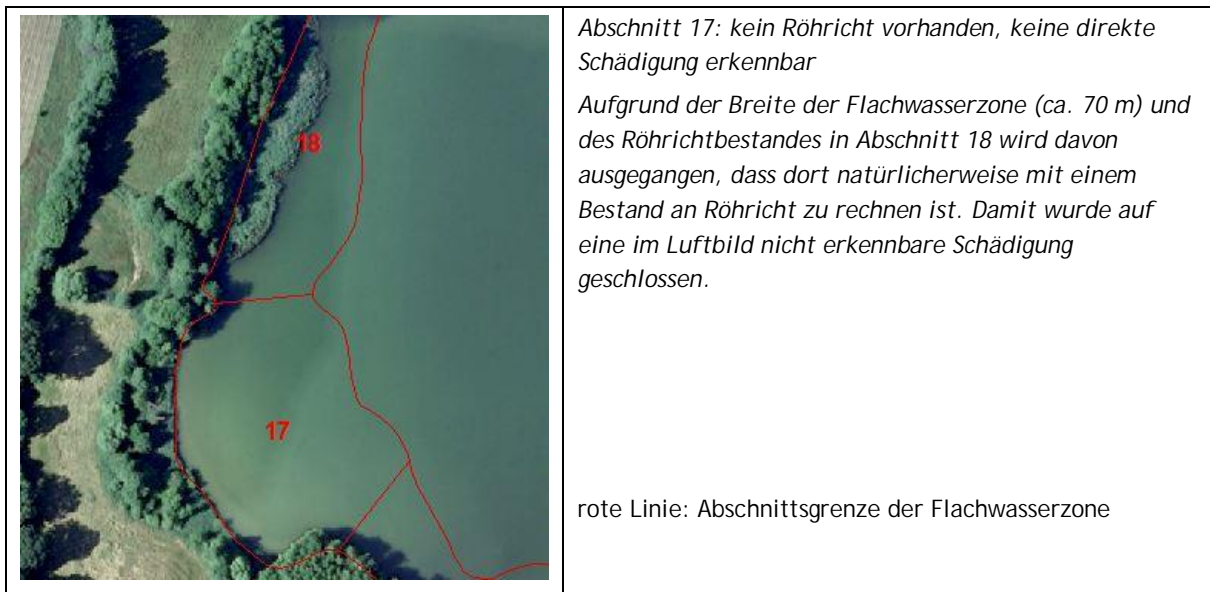 18
17
Abschnitt 17: kein Röhricht vorhanden, keine direkte
Schädigung erkennbar
Aufgrund der Breite der Flachwasserzone (ca. 70 m) und
des Röhrichtbestandes in Abschnitt 18 wird davon
ausgegangen, dass dort natürlicherweise mit einem
Bestand an Röhricht zu rechnen ist. Damit wurde auf
eine im Luftbild nicht erkennbare Schädigung
geschlossen.
rote Linie: Abschnittsgrenze der Flachwasserzone